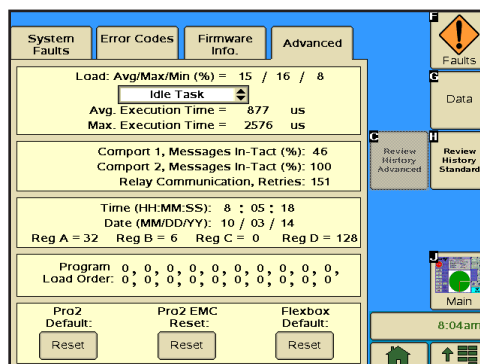 System Faults
Error Codes
Firmware Info.
Advanced
Load: Avg/Max/Min (%) = 15 / 16 / 8
Idle Task
Avg. Execution Time = 877 us
Max. Execution Time = 2576 us
Comport 1, Messages In-Tact (%): 46
Comport 2, Messages In-Tact (%): 100
Relay Communication, Retries: 151
Time (HH:MM:SS): 8 : 05 : 18
Date (MM/DD/YY): 10 / 03 / 14
Reg A = 32 Reg B = 6 Reg C = 0 Reg D = 128
Program Load Order:
0, 0, 0, 0, 0, 0, 0, 0, 0, 0,
0, 0, 0, 0, 0, 0, 0, 0, 0, 0
Pro2 Default:
Reset
Pro2 EMC Reset:
Reset
Flexbox Default:
Reset
F
Faults
G
Data
Review History Advanced
H
Review History Standard
J
Main
8:04am